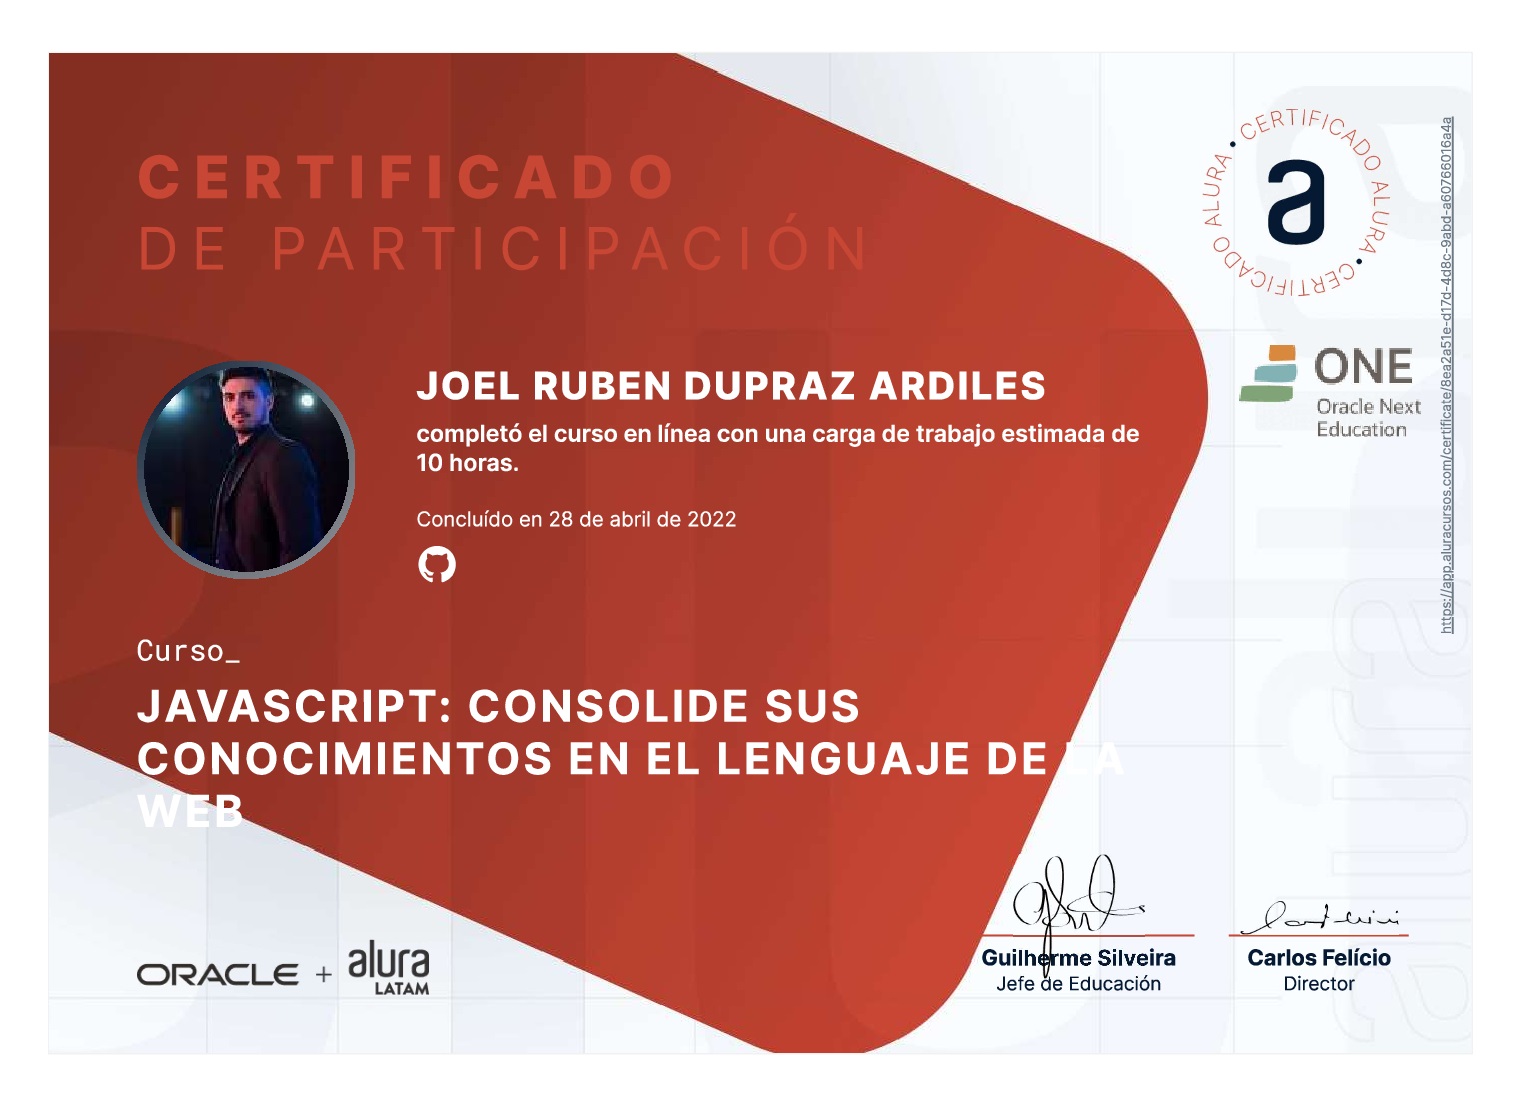 CERTIFICADO
DE PARTICIPACIÓN
CERTIFICADO ALURA • CERTIFICADO ALURA •
a
https://app.aluracursos.com/certificate/8ea2a51e-d17d-4d8c-9abd-a60766016a4a
ONE
Oracle Next
Education
JOEL RUBEN DUPRAZ ARDILES
completó el curso en línea con una carga de trabajo estimada de
10 horas.
Concluído en 28 de abril de 2022
Curso_
JAVASCRIPT: CONSOLIDE SUS
CONOCIMIENTOS EN EL LENGUAJE DE LA
WEB
ORACLE + alura
LATAM
Guilherme Silveira
Jefe de Educación
Carlos Felício
Director
alura